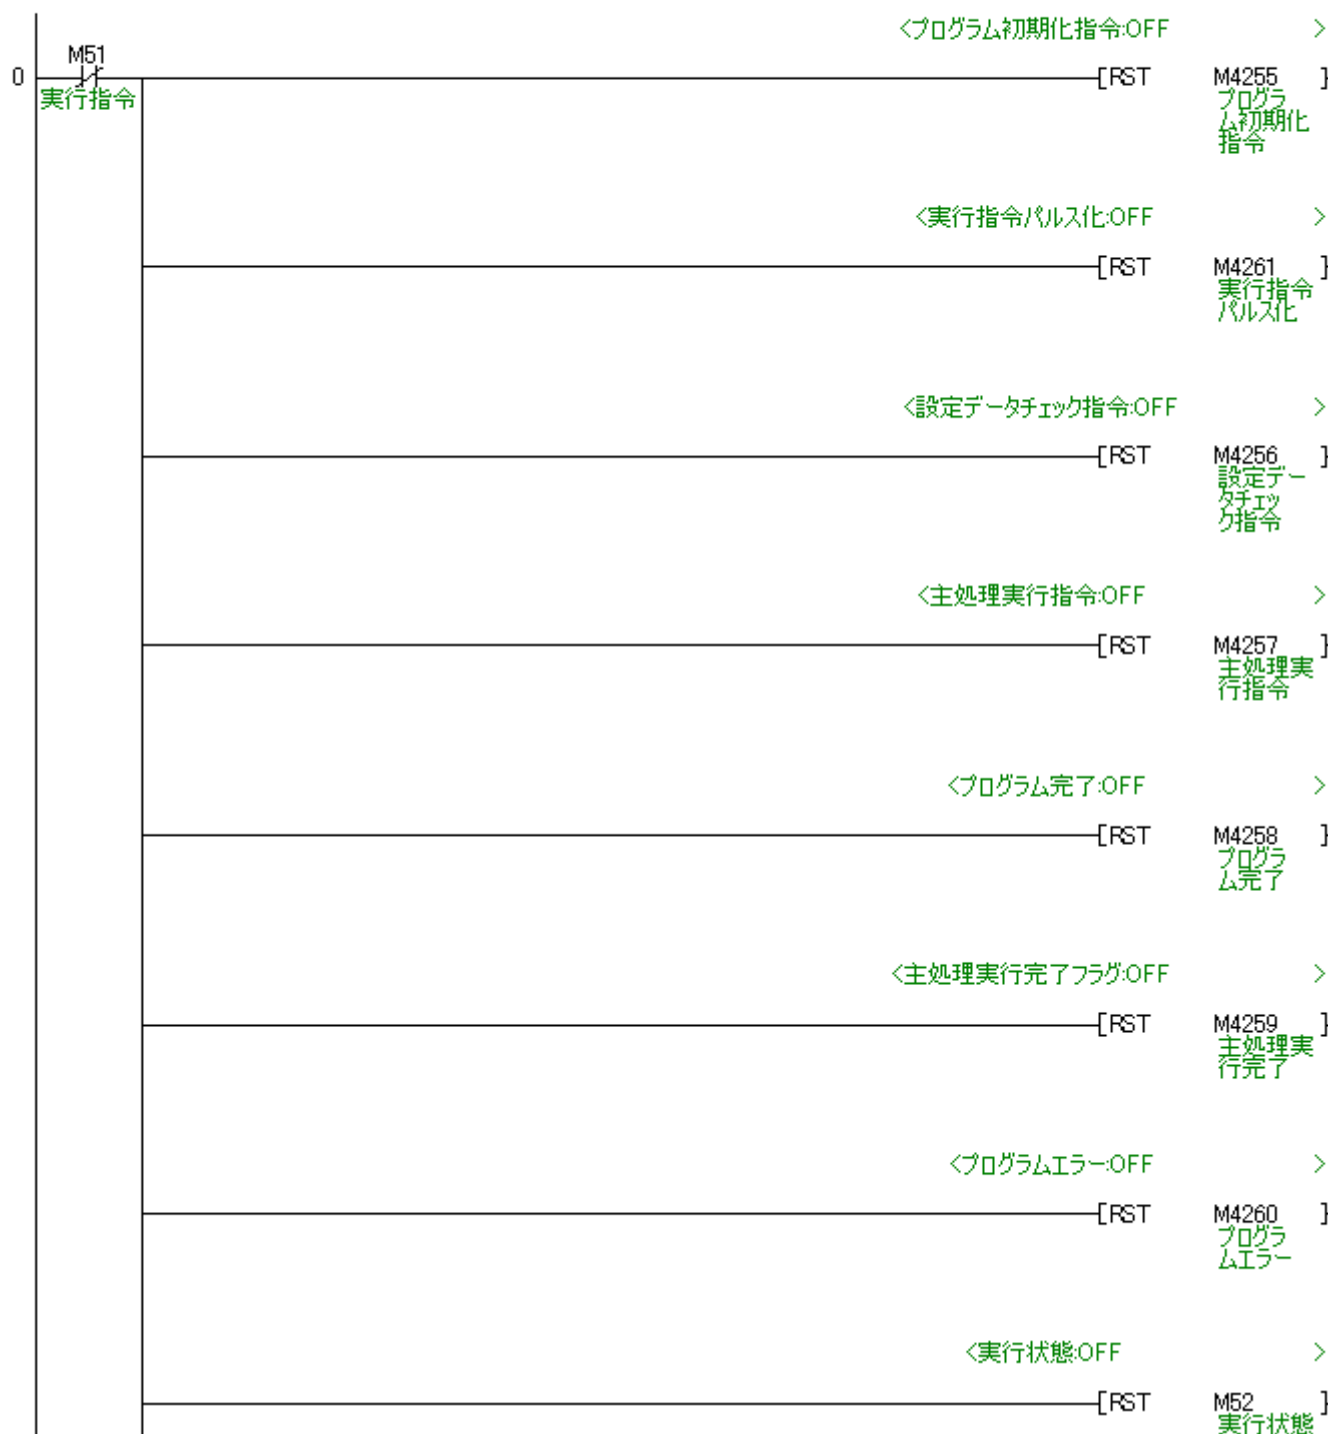 <プログラム初期化指令:OFF >
M51
0 [RST M4255 ]
実行指令
プログラ
ム初期化
指令
<実行指令パルス化:OFF >
[RST M4261 ]
実行指令
パルス化
<設定データチェック指令:OFF >
[RST M4256 ]
設定デー
タチェッ
ク指令
<主処理実行指令:OFF >
[RST M4257 ]
主処理実
行指令
<プログラム完了:OFF >
[RST M4258 ]
プログラ
ム完了
<主処理実行完了フラグ:OFF >
[RST M4259 ]
主処理実
行完了
<プログラムエラー:OFF >
[RST M4260 ]
プログラ
ムエラー
<実行状態:OFF >
[RST M52 ]
実行状態